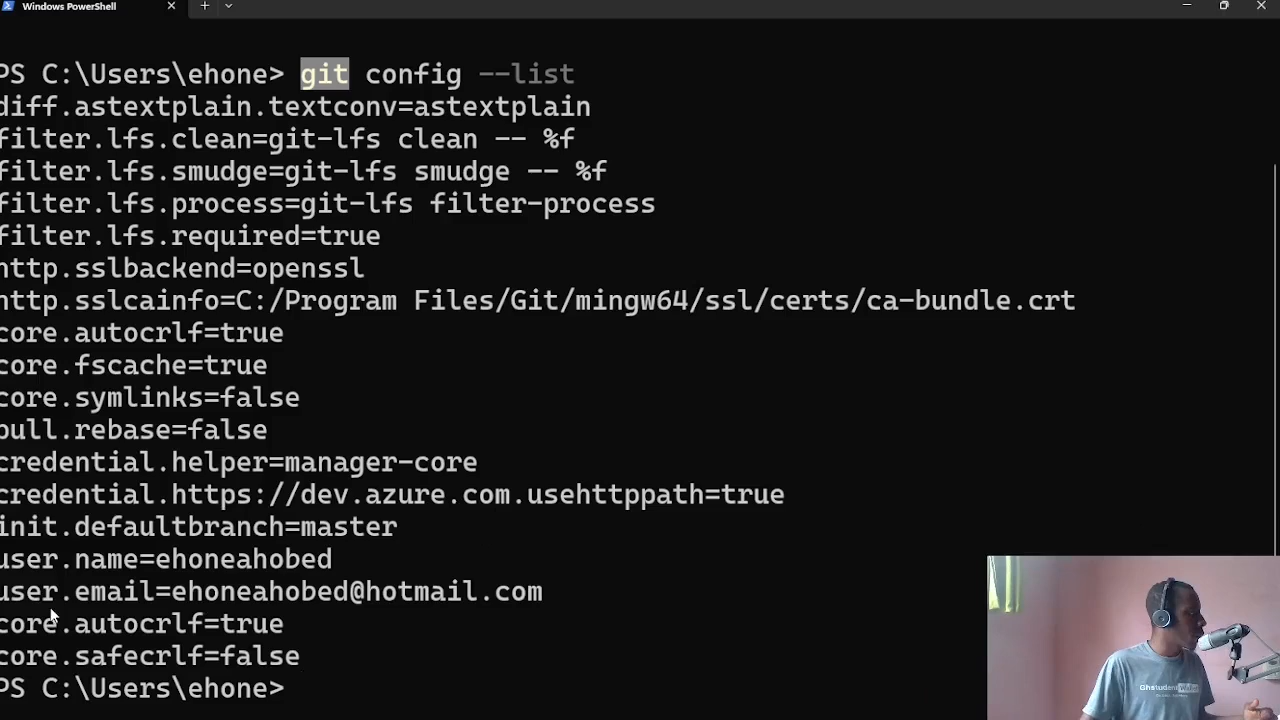 Windows PowerShell
PS C:\Users\ehone> git config --list
diff.astextplain.textconv=astextplain
filter.lfs.clean=git-lfs clean -- %f
filter.lfs.smudge=git-lfs smudge -- %f
filter.lfs.process=git-lfs filter-process
filter.lfs.required=true
http.sslbackend=openssl
http.sslcainfo=C:/Program Files/Git/mingw64/ssl/certs/ca-bundle.crt
core.autocrlf=true
core.fscache=true
core.symlinks=false
pull.rebase=false
credential.helper=manager-core
credential.https://dev.azure.com.usehttppath=true
init.defaultbranch=master
user.name=ehoneahobed
user.email=ehoneahobed@hotmail.com
core.autocrlf=true
core.safecrlf=false
PS C:\Users\ehone>